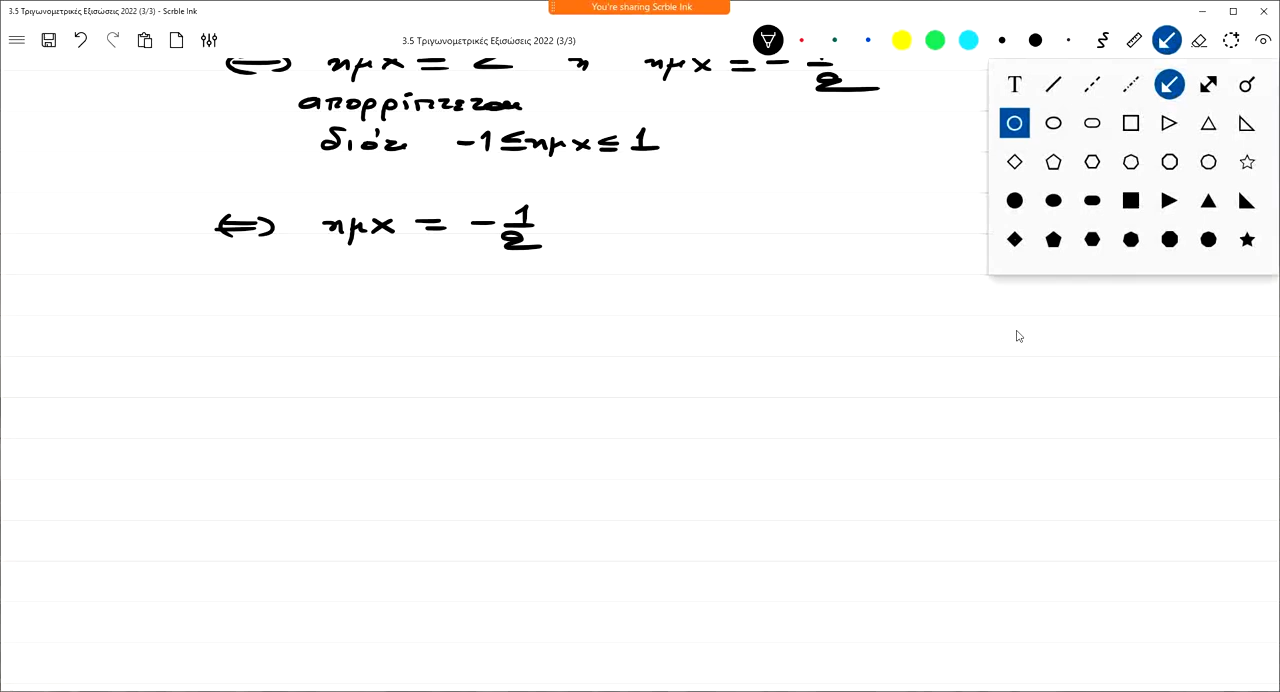 3.5 Τριγωνομετρικές Εξισώσεις 2022 (3/3) - Scrble Ink
You're sharing Scrble Ink
3.5 Τριγωνομετρικές Εξισώσεις 2022 (3/3)
T
⟺ ημx = 2 ή ημx = - 1/2
απορρίπτεται
διότι -1 ≤ ημx ≤ 1
⟺ ημx = - 1/2